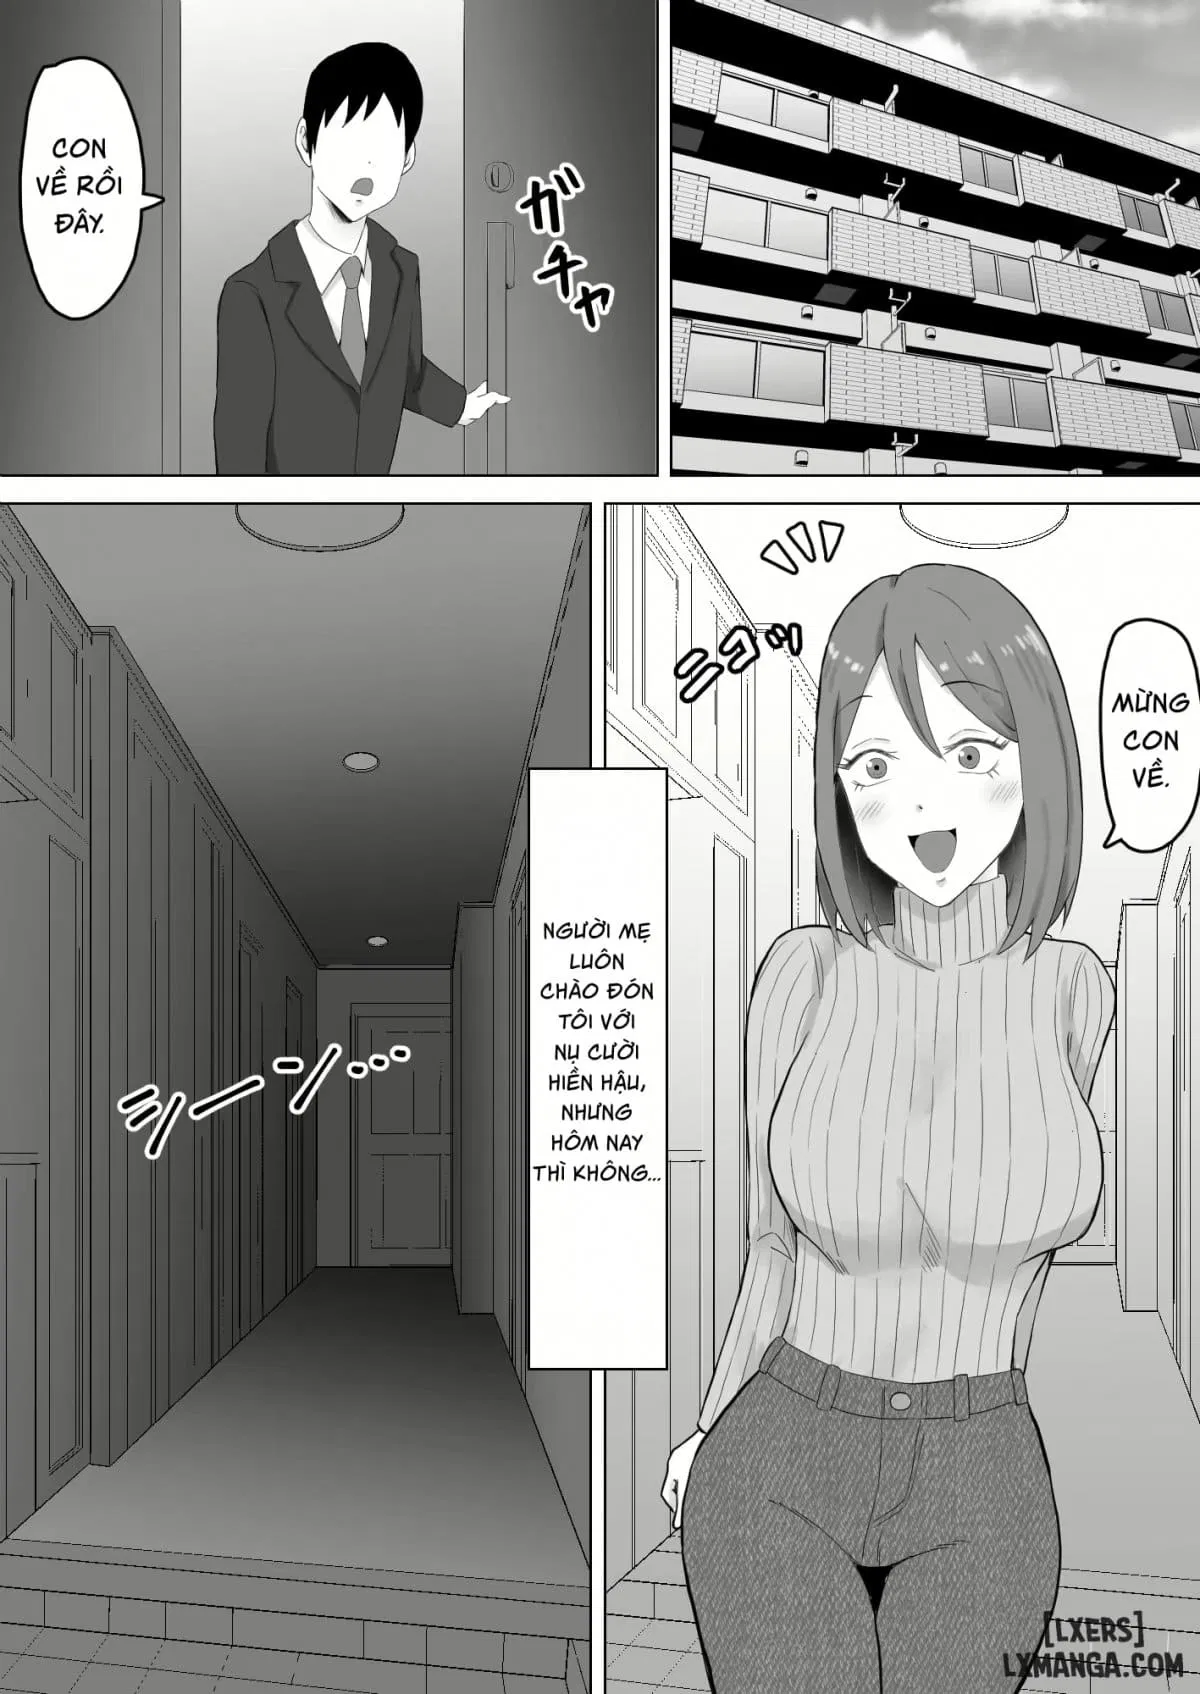 CON
VỀ RỒI
ĐÂY.
ガチャ
MỪNG
CON
VỀ.
ニコッ
NGƯỜI MẸ
LUÔN
CHÀO ĐÓN
TÔI VỚI
NỤ CƯỜI
HIỀN HẬU,
NHƯNG
HÔM NAY
THÌ KHÔNG...
シーン...
[LXERS]
LXMANGA.COM